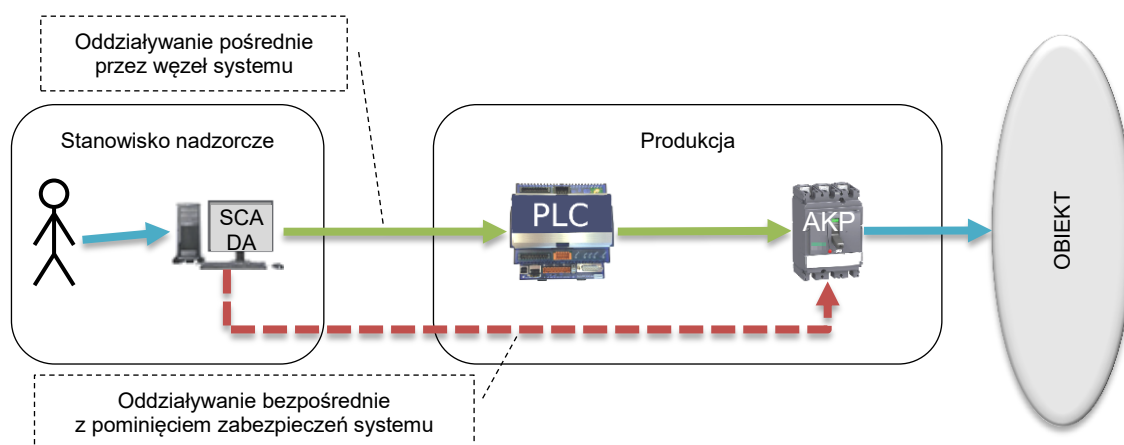 Oddziaływanie pośrednie
przez węzeł systemu
Stanowisko nadzorcze
Produkcja
SCA
DA
PLC
AKP
OBIEKT
Oddziaływanie bezpośrednie
z pominięciem zabezpieczeń systemu